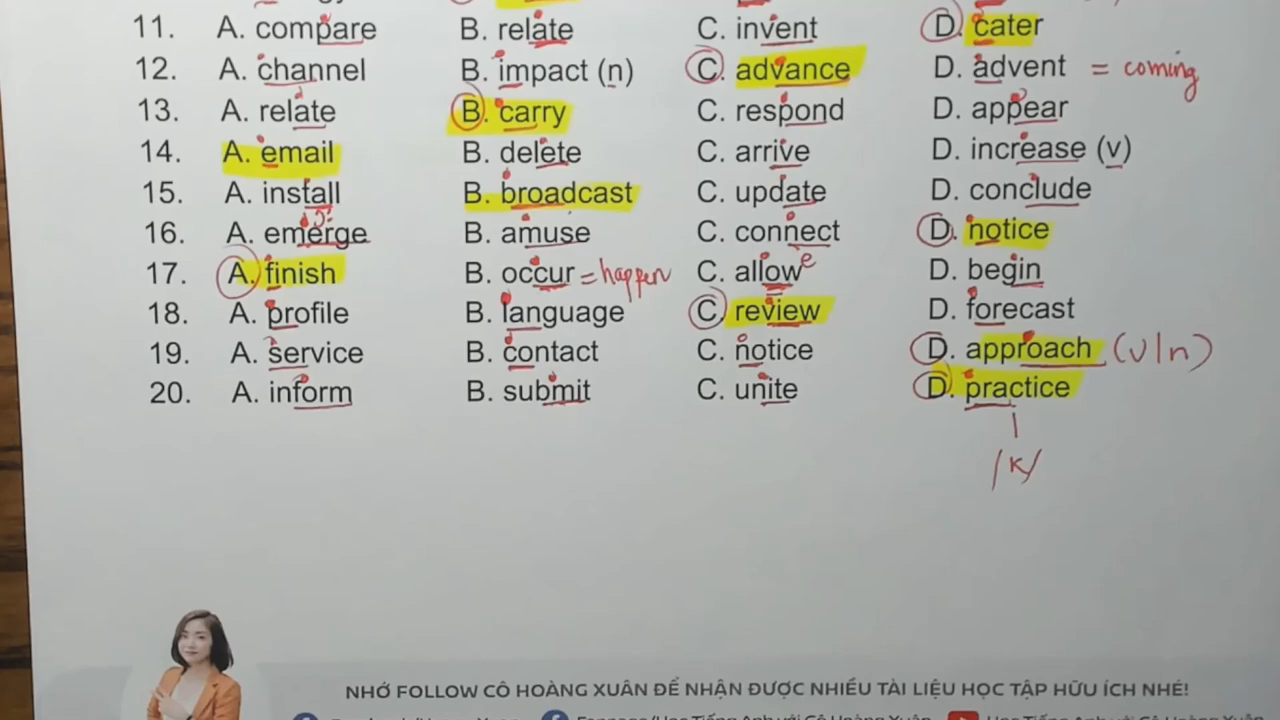 11. A. compare B. relate C. invent D. cater
12. A. channel B. impact (n) C. advance D. advent = coming
13. A. relate B. carry C. respond D. appear
14. A. email B. delete C. arrive D. increase (v)
15. A. install B. broadcast C. update D. conclude
16. A. emerge B. amuse C. connect D. notice
17. A. finish B. occur = happen C. allow D. begin
18. A. profile B. language C. review D. forecast
19. A. service B. contact C. notice D. approach (v/n)
20. A. inform B. submit C. unite D. practice
/k/
NHỚ FOLLOW CÔ HOÀNG XUÂN ĐỂ NHẬN ĐƯỢC NHIỀU TÀI LIỆU HỌC TẬP HỮU ÍCH NHÉ!